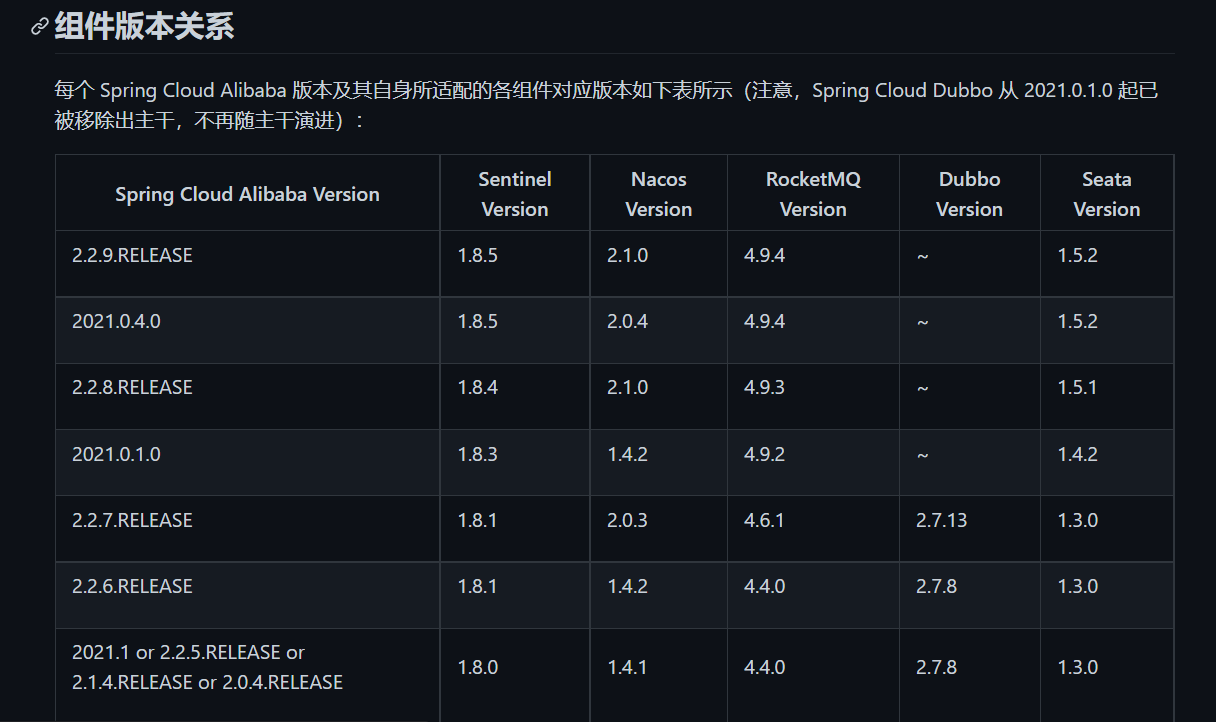 组件版本关系
每个 Spring Cloud Alibaba 版本及其自身所适配的各组件对应版本如下表所示（注意，Spring Cloud Dubbo 从 2021.0.1.0 起已
被移除出主干，不再随主干演进）：
Spring Cloud Alibaba Version Sentinel Version Nacos Version RocketMQ Version Dubbo Version Seata Version
2.2.9.RELEASE 1.8.5 2.1.0 4.9.4 ~ 1.5.2
2021.0.4.0 1.8.5 2.0.4 4.9.4 ~ 1.5.2
2.2.8.RELEASE 1.8.4 2.1.0 4.9.3 ~ 1.5.1
2021.0.1.0 1.8.3 1.4.2 4.9.2 ~ 1.4.2
2.2.7.RELEASE 1.8.1 2.0.3 4.6.1 2.7.13 1.3.0
2.2.6.RELEASE 1.8.1 1.4.2 4.4.0 2.7.8 1.3.0
2021.1 or 2.2.5.RELEASE or
2.1.4.RELEASE or 2.0.4.RELEASE 1.8.0 1.4.1 4.4.0 2.7.8 1.3.0